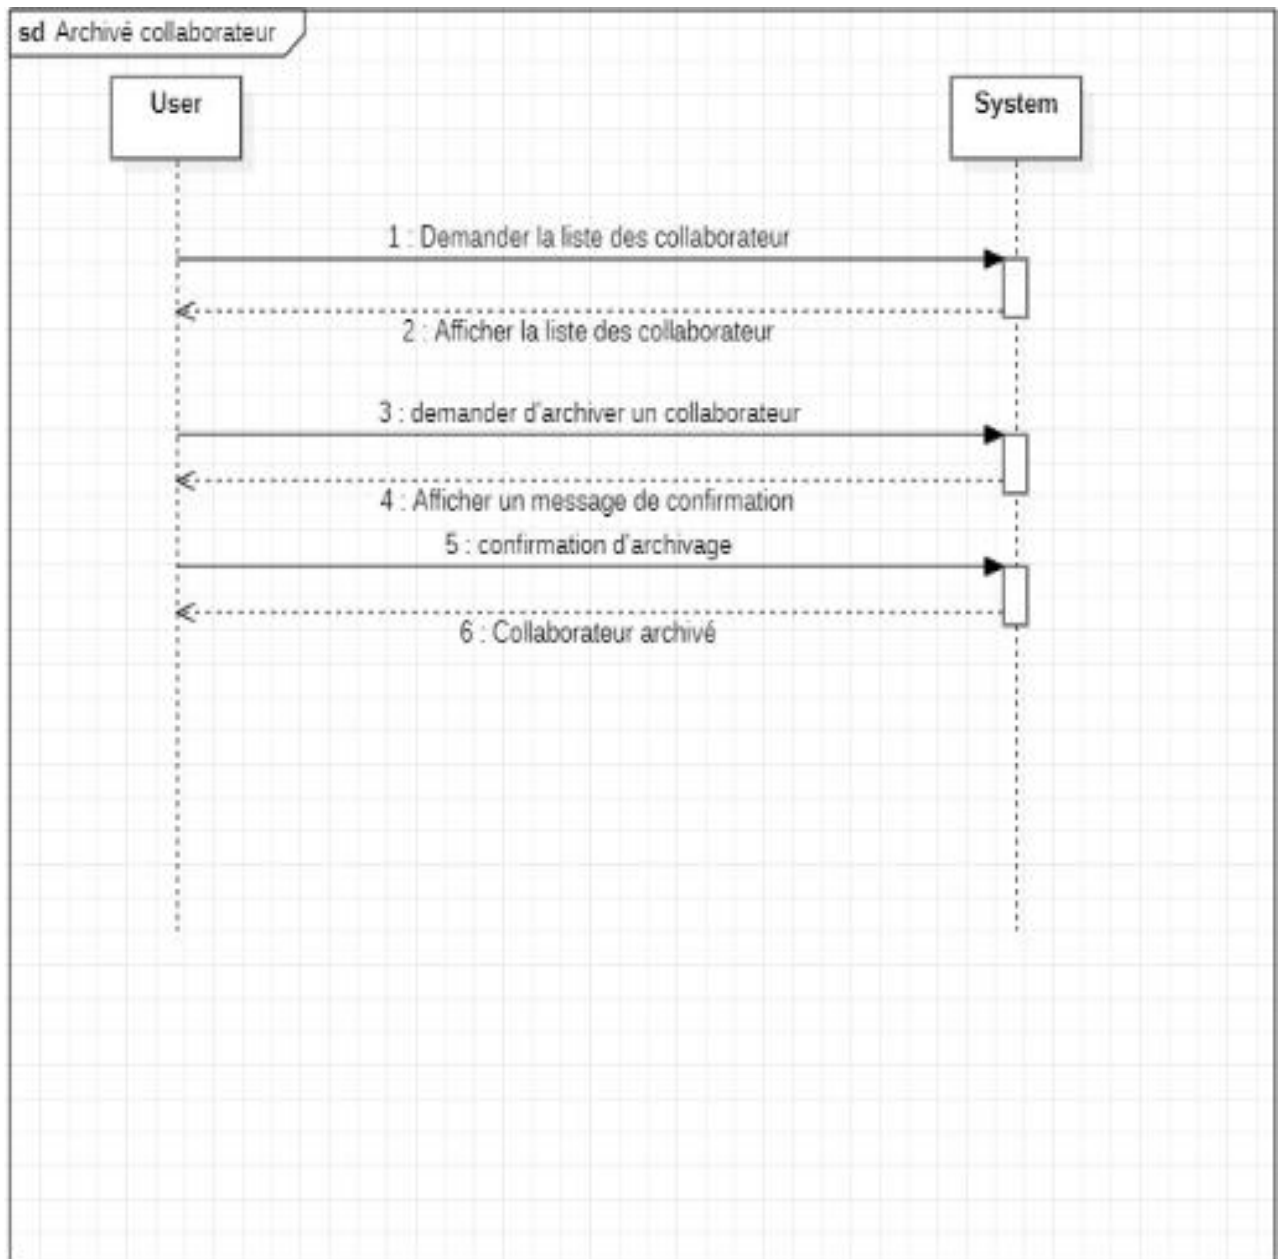 sd Archivé collaborateur
User
System
1 : Demander la liste des collaborateur
2 : Afficher la liste des collaborateur
3 : demander d'archiver un collaborateur
4 : Afficher un message de confirmation
5 : confirmation d'archivage
6 : Collaborateur archivé